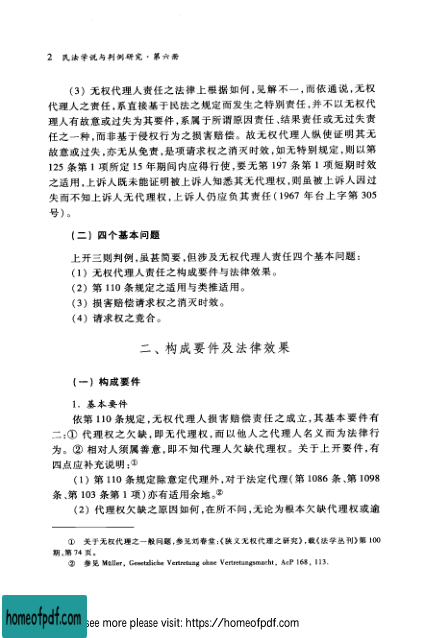 2 民法学说与判例研究·第六册
(3) 无权代理人责任之法律上根据如何,见解不一,而依通说,无权
代理人之责任,系直接基于民法之规定而发生之特别责任,并不以无权代
理人有故意或过失为其要件,系属于所谓原因责任、结果责任或无过失责
任之一种,而非基于侵权行为之损害赔偿。故无权代理人纵使证明其无
故意或过失,亦无从免责,是项请求权之消灭时效,如无特别规定,则以第
125条第1项所定15年期间内应得行使,要无第197条第1项短期时效
之适用,上诉人既未能证明被上诉人知悉其无代理权,则虽被上诉人因过
失而不知上诉人无代理权,上诉人仍应负其责任(1967年台上字第305
号)。
(二) 四个基本问题
上开三则判例,虽甚简要,但涉及无权代理人责任四个基本问题:
(1) 无权代理人责任之构成要件与法律效果。
(2) 第110条规定之适用与类推适用。
(3) 损害赔偿请求权之消灭时效。
(4) 请求权之竞合。
二、构成要件及法律效果
(一) 构成要件
1. 基本要件
依第110条规定,无权代理人损害赔偿责任之成立,其基本要件有
二:① 代理权之欠缺,即无代理权,而以他人之代理人名义而为法律行
为。② 相对人须属善意,即不知代理人欠缺代理权。关于上开要件,有
四点应补充说明:①
(1) 第110条规定除意定代理外,对于法定代理(第1086条、第1098
条、第103条第1项)亦有适用余地。②
(2) 代理权欠缺之原因如何,在所不问,无论为根本欠缺代理权或逾
① 关于无权代理之一般问题,参见刘春堂:《狭义无权代理之研究》,载《法学丛刊》第100
期,第74页。
② 参见 Müller, Gesetzliche Vertretung ohne Vertretungsmacht, AcP 168, 113.
homeofpdf.com
see more please visit: https://homeofpdf.com